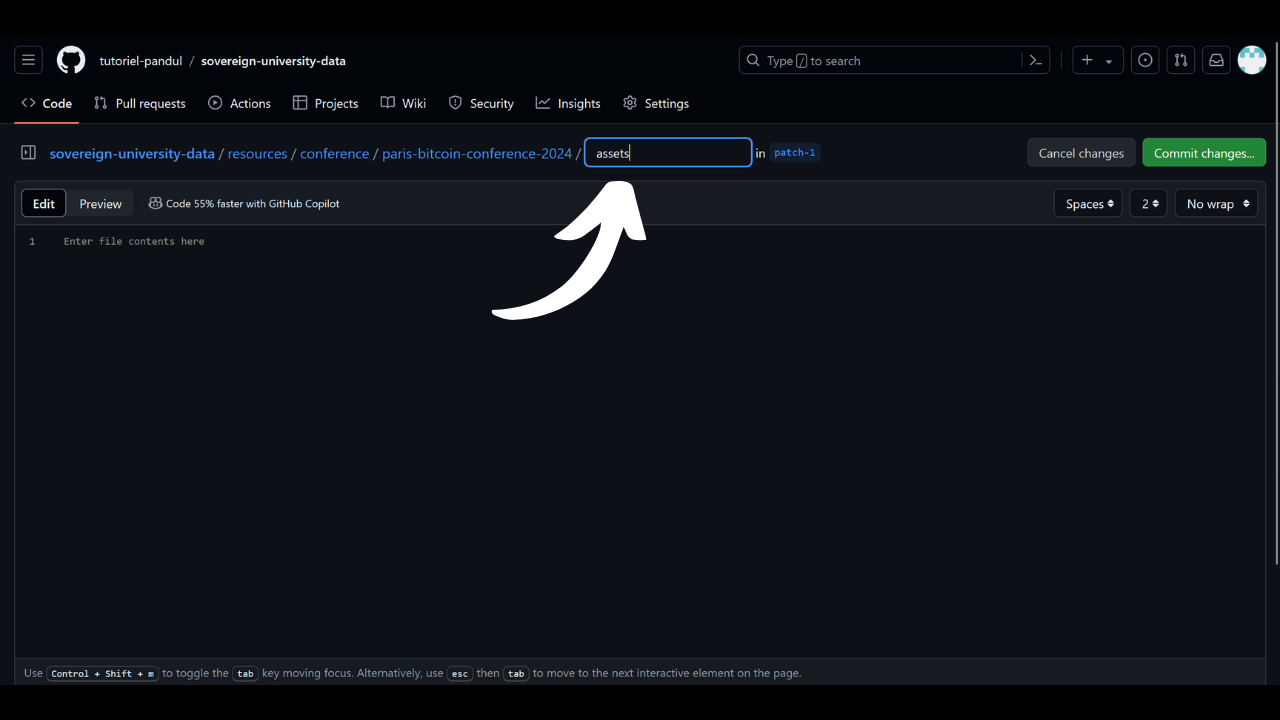 tutoriel-pandul / sovereign-university-data
Type / to search
Code Pull requests Actions Projects Wiki Security Insights Settings
sovereign-university-data / resources / conference / paris-bitcoin-conference-2024 / assets in patch-1
Cancel changes Commit changes...
Edit Preview Code 55% faster with GitHub Copilot Spaces 2 No wrap
1 Enter file contents here
Use Control + Shift + m to toggle the tab key moving focus. Alternatively, use esc then tab to move to the next interactive element on the page.